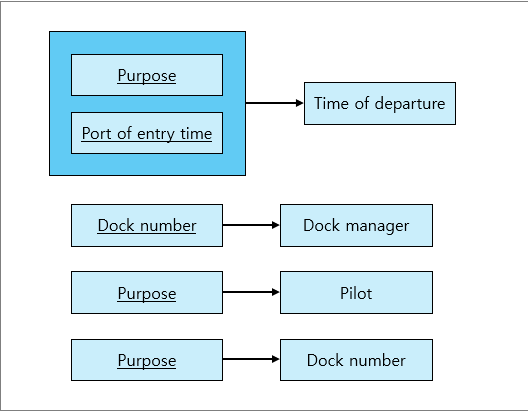 Purpose
Port of entry time
Time of departure
Dock number
Dock manager
Purpose
Pilot
Purpose
Dock number